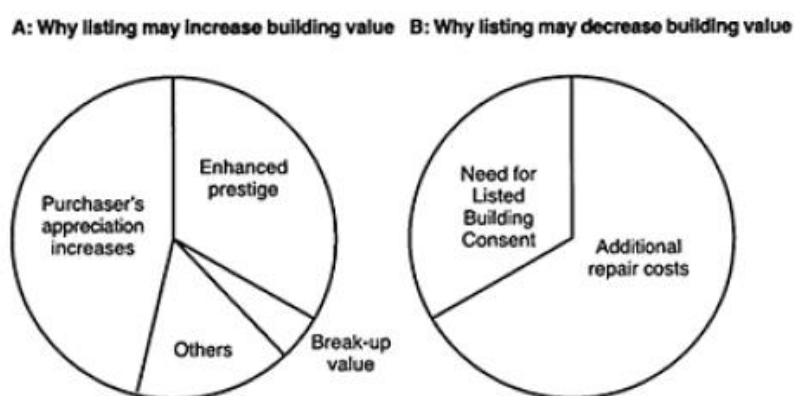 A: Why listing may increase building value
B: Why listing may decrease building value
Enhanced
prestige
Purchaser's
appreciation
increases
Others
Break-up
value
Need for
Listed
Building
Consent
Additional
repair costs